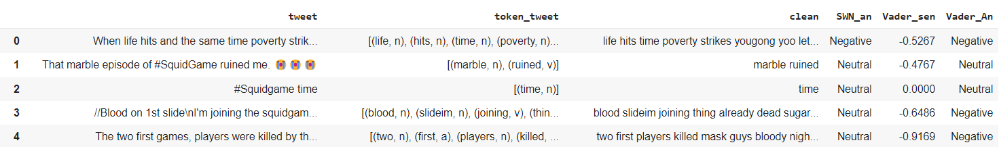 tweet token_tweet clean SWN_an Vader_sen Vader_An
0 When life hits and the same time poverty strik... [(life, n), (hits, n), (time, n), (poverty, n)... life hits time poverty strikes yougong yoo let... Negative -0.5267 Negative
1 That marble episode of #SquidGame ruined me. 😭 😭 😭 [(marble, n), (ruined, v)] marble ruined Neutral -0.4767 Neutral
2 #Squidgame time [(time, n)] time Neutral 0.0000 Neutral
3 //Blood on 1st slide\nI'm joining the squidgam... [(blood, n), (slideim, n), (joining, v), (thin... blood slideim joining thing already dead sugar... Neutral -0.6486 Negative
4 The two first games, players were killed by th... [(two, n), (first, a), (players, n), (killed, ... two first players killed mask guys bloody nigh... Neutral -0.9169 Negative